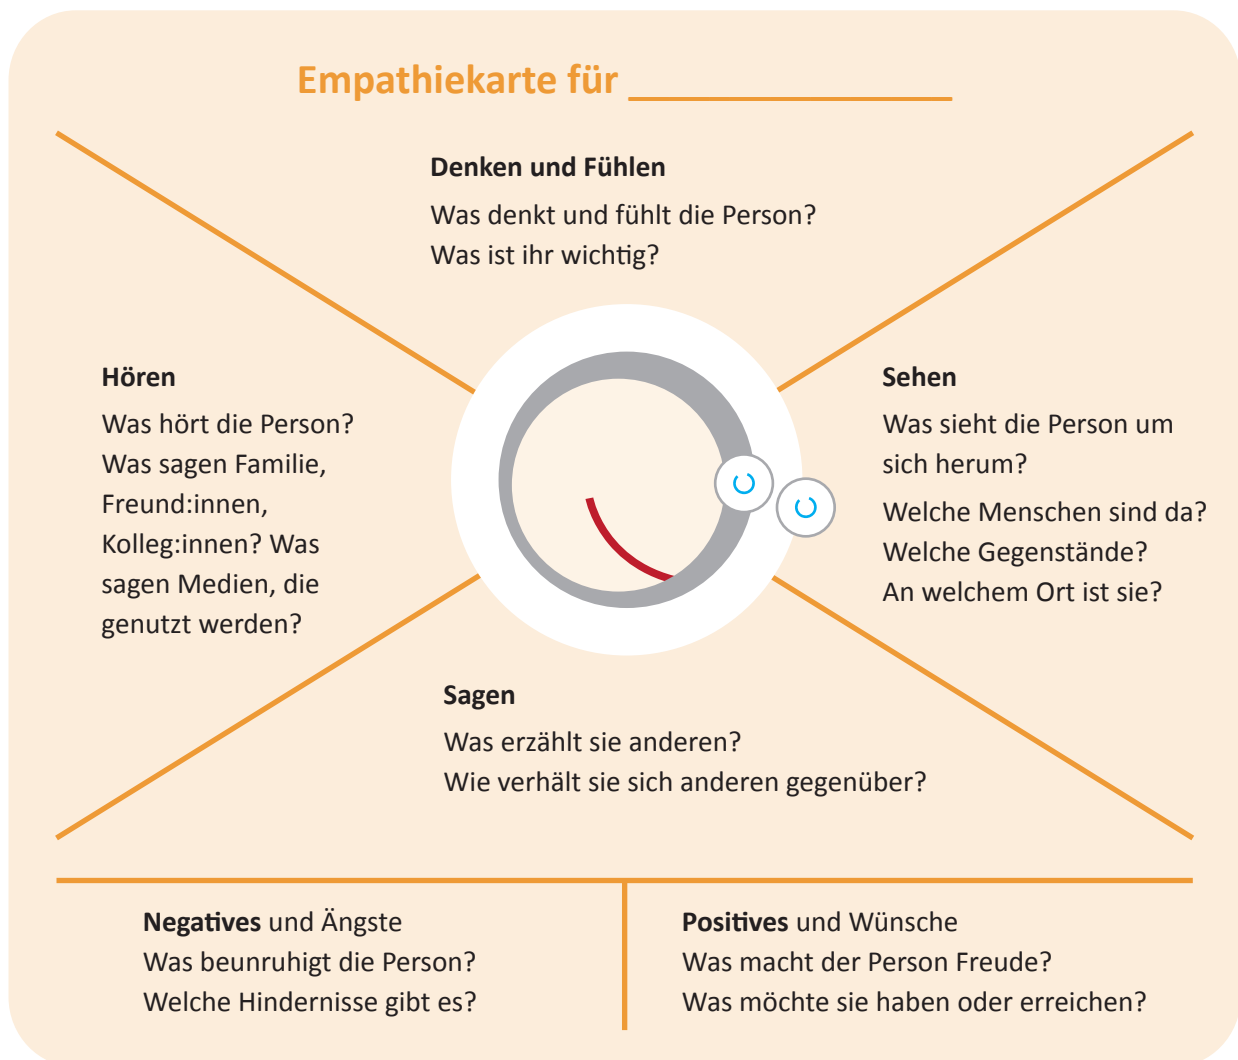 Empathiekarte für
Denken und Fühlen
Was denkt und fühlt die Person?
Was ist ihr wichtig?
Hören
Was hört die Person?
Was sagen Familie,
Freund:innen,
Kolleg:innen? Was
sagen Medien, die
genutzt werden?
Sehen
Was sieht die Person um
sich herum?
Welche Menschen sind da?
Welche Gegenstände?
An welchem Ort ist sie?
Sagen
Was erzählt sie anderen?
Wie verhält sie sich anderen gegenüber?
Negatives und Ängste
Was beunruhigt die Person?
Welche Hindernisse gibt es?
Positives und Wünsche
Was macht der Person Freude?
Was möchte sie haben oder erreichen?